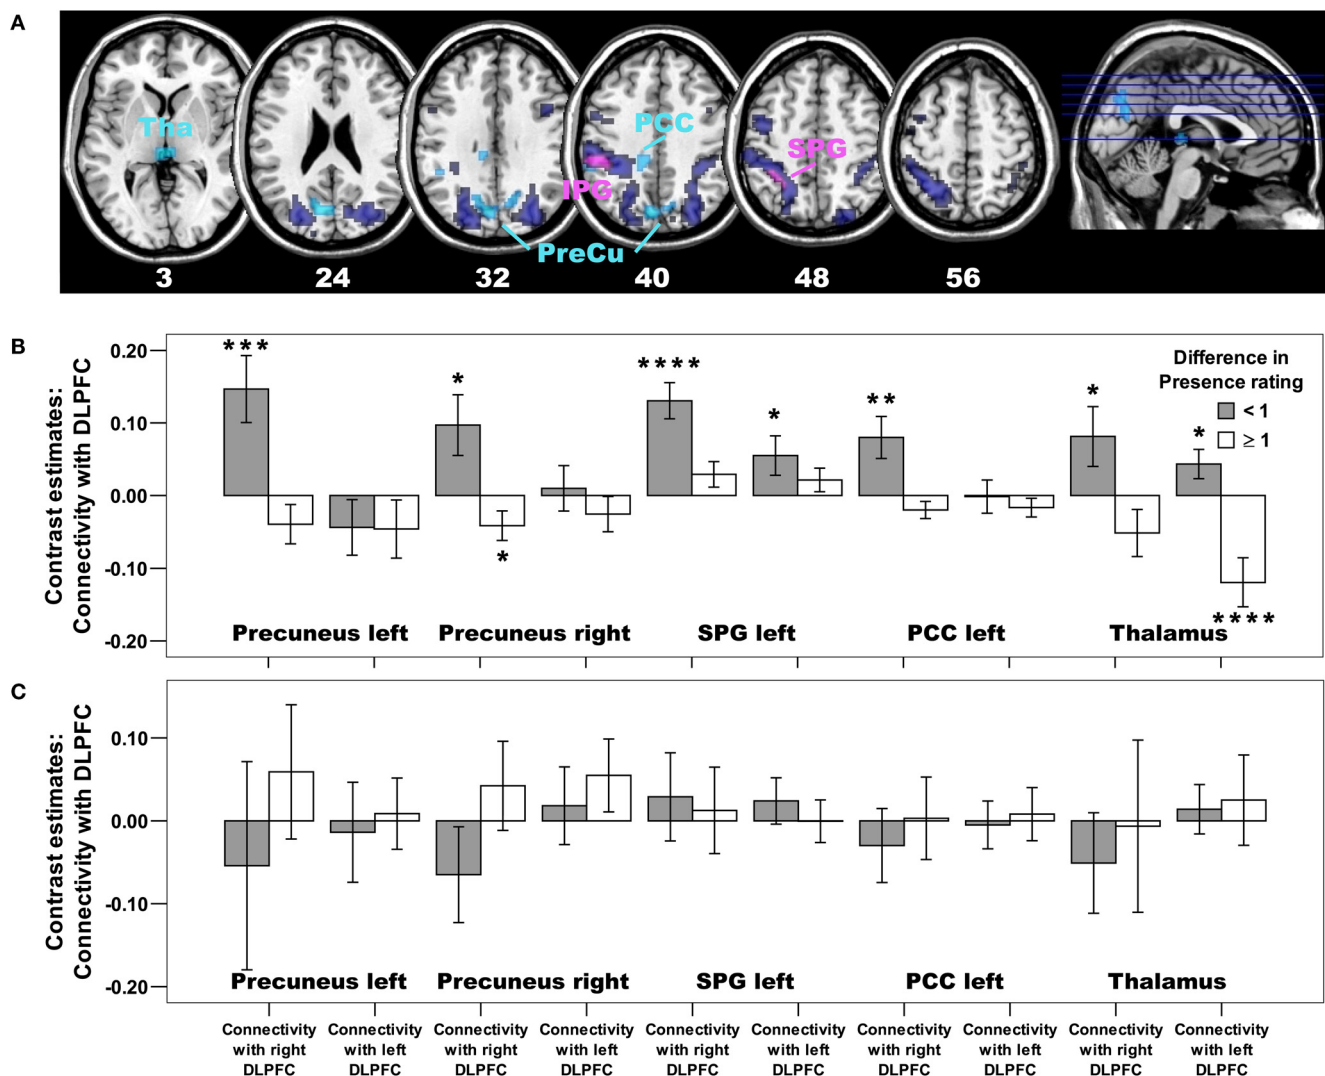 A
Tha
PCC
SPG
IPG
PreCu
3
24
32
40
48
56
B
Contrast estimates:
Connectivity with DLPFC
0.20
0.10
0.00
-0.10
-0.20
***
*
*
****
*
**
*
*
****
Difference in
Presence rating
< 1
≥ 1
Precuneus left
Precuneus right
SPG left
PCC left
Thalamus
C
Contrast estimates:
Connectivity with DLPFC
0.10
0.00
-0.10
-0.20
Precuneus left
Precuneus right
SPG left
PCC left
Thalamus
Connectivity
with right
DLPFC
Connectivity
with left
DLPFC
Connectivity
with right
DLPFC
Connectivity
with left
DLPFC
Connectivity
with right
DLPFC
Connectivity
with left
DLPFC
Connectivity
with right
DLPFC
Connectivity
with left
DLPFC
Connectivity
with right
DLPFC
Connectivity
with left
DLPFC